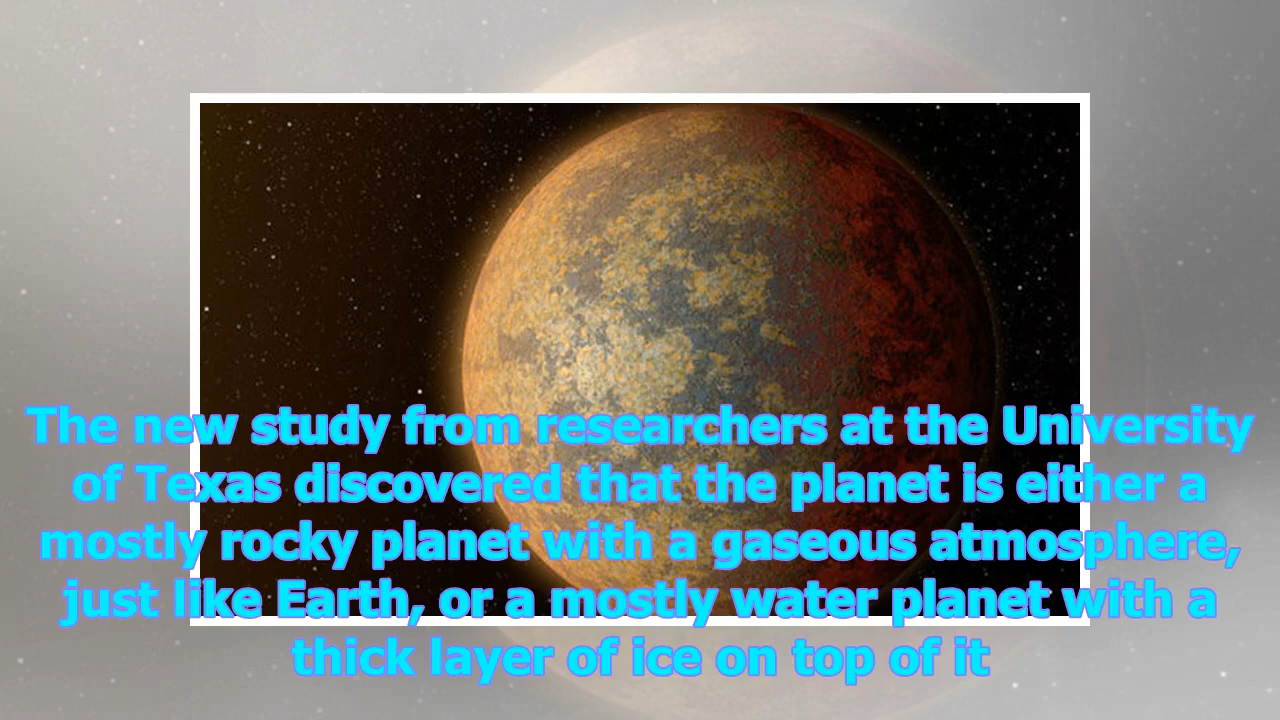 The new study from researchers at the University
of Texas discovered that the planet is either a
mostly rocky planet with a gaseous atmosphere,
just like Earth, or a mostly water planet with a
thick layer of ice on top of it